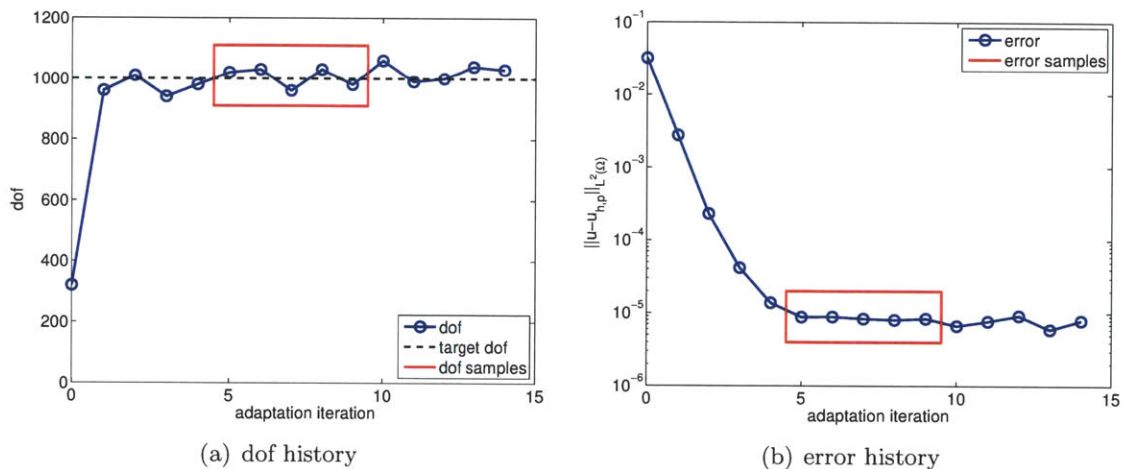 1200
1000
800
600
400
200
0
dof
0
5
10
15
adaptation iteration
dof
target dof
dof samples
(a) dof history
10^-1
10^-2
10^-3
10^-4
10^-5
10^-6
||u−u_{h,p}||_{L^2(Ω)}
0
5
10
15
adaptation iteration
error
error samples
(b) error history